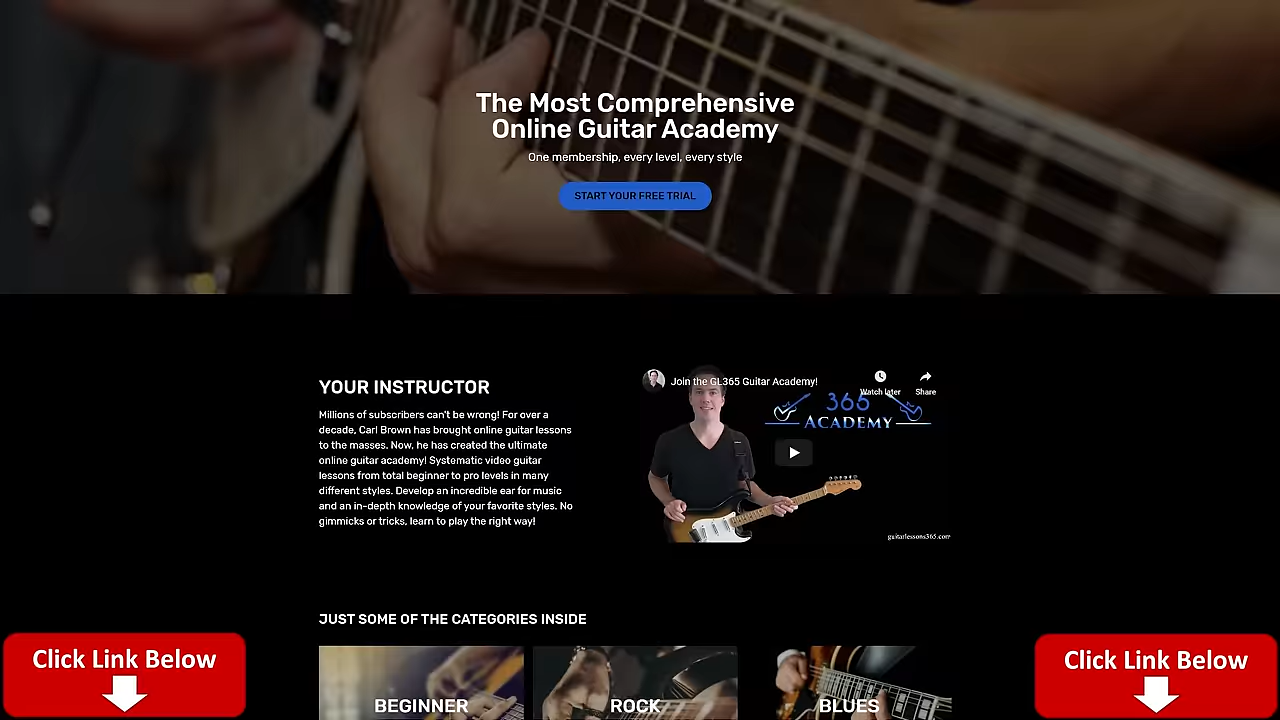 The Most Comprehensive
Online Guitar Academy
One membership, every level, every style
START YOUR FREE TRIAL
YOUR INSTRUCTOR
Millions of subscribers can't be wrong! For over a
decade, Carl Brown has brought online guitar lessons
to the masses. Now, he has created the ultimate
online guitar academy! Systematic video guitar
lessons from total beginner to pro levels in many
different styles. Develop an incredible ear for music
and an in-depth knowledge of your favorite styles. No
gimmicks or tricks, learn to play the right way!
Join the GL365 Guitar Academy!
Watch later
Share
365
ACADEMY
guitarlessons365.com
JUST SOME OF THE CATEGORIES INSIDE
BEGINNER
ROCK
BLUES
Click Link Below
Click Link Below